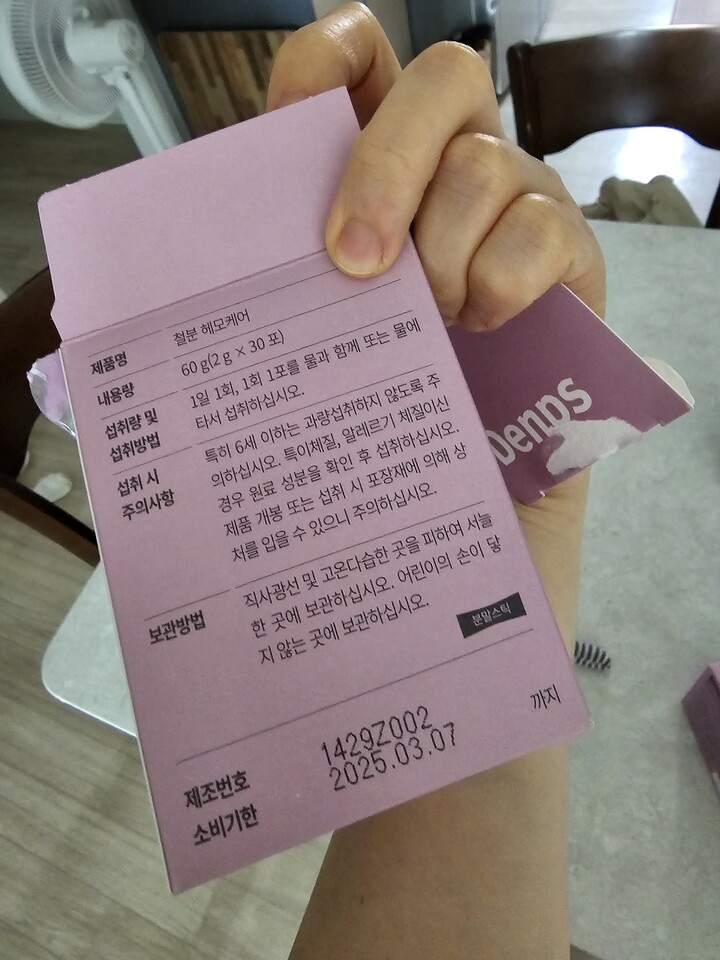 제품명 철분 헤모케어
내용량 60 g(2 g × 30 포)
섭취량 및 1일 1회, 1회 1포를 물과 함께 또는 물에
섭취방법 타서 섭취하십시오.
섭취 시 특히 6세 이하는 과량섭취하지 않도록 주
주의사항 의하십시오. 특이체질, 알레르기 체질이신
경우 원료 성분을 확인 후 섭취하십시오.
제품 개봉 또는 섭취 시 포장재에 의해 상
처를 입을 수 있으니 주의하십시오.
보관방법 직사광선 및 고온다습한 곳을 피하여 서늘
한 곳에 보관하십시오. 어린이의 손이 닿
지 않는 곳에 보관하십시오.
분말스틱
제조번호 1429Z002
소비기한 2025.03.07 까지
Denps